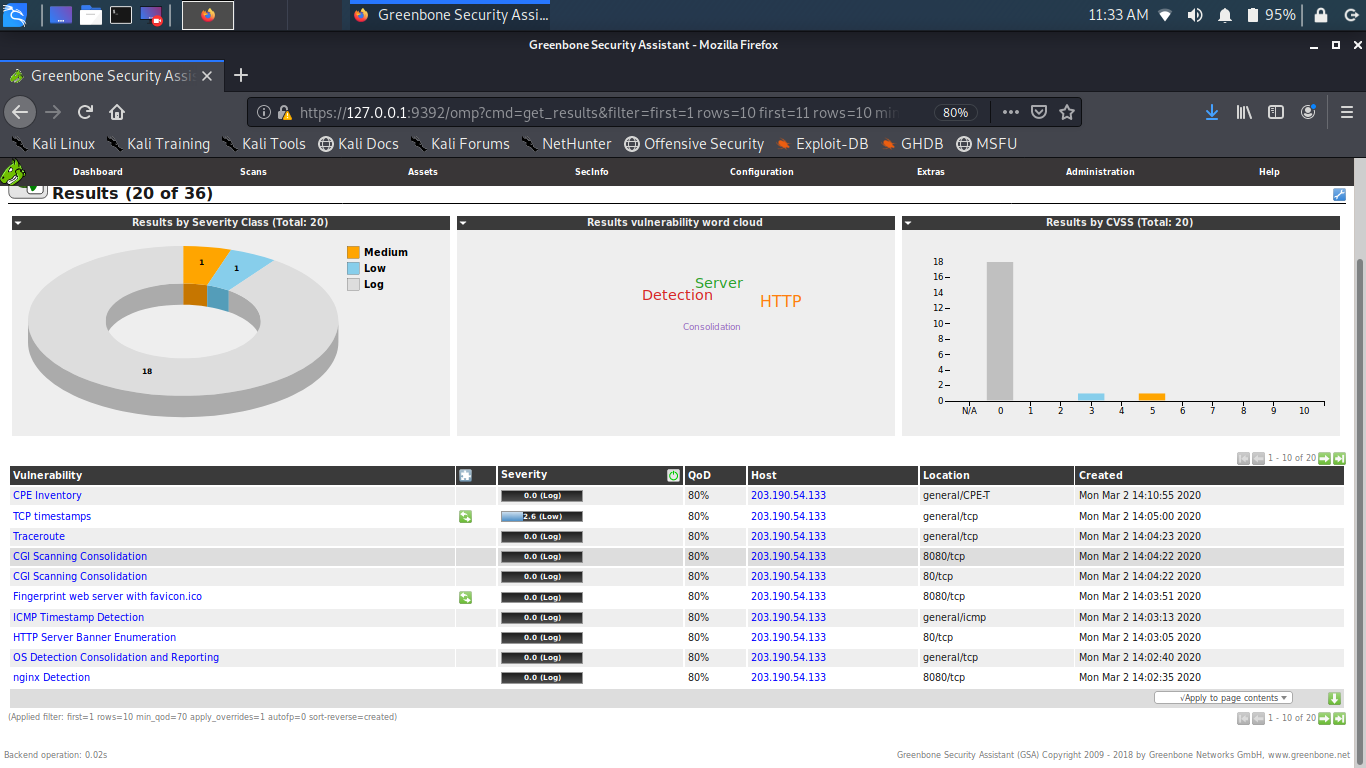 Greenbone Security Assi...
11:33 AM 95%
Greenbone Security Assistant - Mozilla Firefox
Greenbone Security Assis
https://127.0.0.1:9392/omp?cmd=get_results&filter=first=1 rows=10 first=11 rows=10 min 80%
Kali Linux Kali Training Kali Tools Kali Docs Kali Forums NetHunter Offensive Security Exploit-DB GHDB MSFU
Dashboard Scans Assets SecInfo Configuration Extras Administration Help
Results (20 of 36)
Results by Severity Class (Total: 20)
1
1
18
Medium
Low
Log
Results vulnerability word cloud
Server
Detection
HTTP
Consolidation
Results by CVSS (Total: 20)
18
16
14
12
10
8
6
4
2
0
N/A 0 1 2 3 4 5 6 7 8 9 10
1 - 10 of 20
Vulnerability Severity QoD Host Location Created
CPE Inventory 0.0 (Log) 80% 203.190.54.133 general/CPE-T Mon Mar 2 14:10:55 2020
TCP timestamps 2.6 (Low) 80% 203.190.54.133 general/tcp Mon Mar 2 14:05:00 2020
Traceroute 0.0 (Log) 80% 203.190.54.133 general/tcp Mon Mar 2 14:04:23 2020
CGI Scanning Consolidation 0.0 (Log) 80% 203.190.54.133 8080/tcp Mon Mar 2 14:04:22 2020
CGI Scanning Consolidation 0.0 (Log) 80% 203.190.54.133 80/tcp Mon Mar 2 14:04:22 2020
Fingerprint web server with favicon.ico 0.0 (Log) 80% 203.190.54.133 8080/tcp Mon Mar 2 14:03:51 2020
ICMP Timestamp Detection 0.0 (Log) 80% 203.190.54.133 general/icmp Mon Mar 2 14:03:13 2020
HTTP Server Banner Enumeration 0.0 (Log) 80% 203.190.54.133 80/tcp Mon Mar 2 14:03:05 2020
OS Detection Consolidation and Reporting 0.0 (Log) 80% 203.190.54.133 general/tcp Mon Mar 2 14:02:40 2020
nginx Detection 0.0 (Log) 80% 203.190.54.133 8080/tcp Mon Mar 2 14:02:35 2020
√Apply to page contents
(Applied filter: first=1 rows=10 min_qod=70 apply_overrides=1 autofp=0 sort-reverse=created)
1 - 10 of 20
Backend operation: 0.02s
Greenbone Security Assistant (GSA) Copyright 2009 - 2018 by Greenbone Networks GmbH, www.greenbone.net